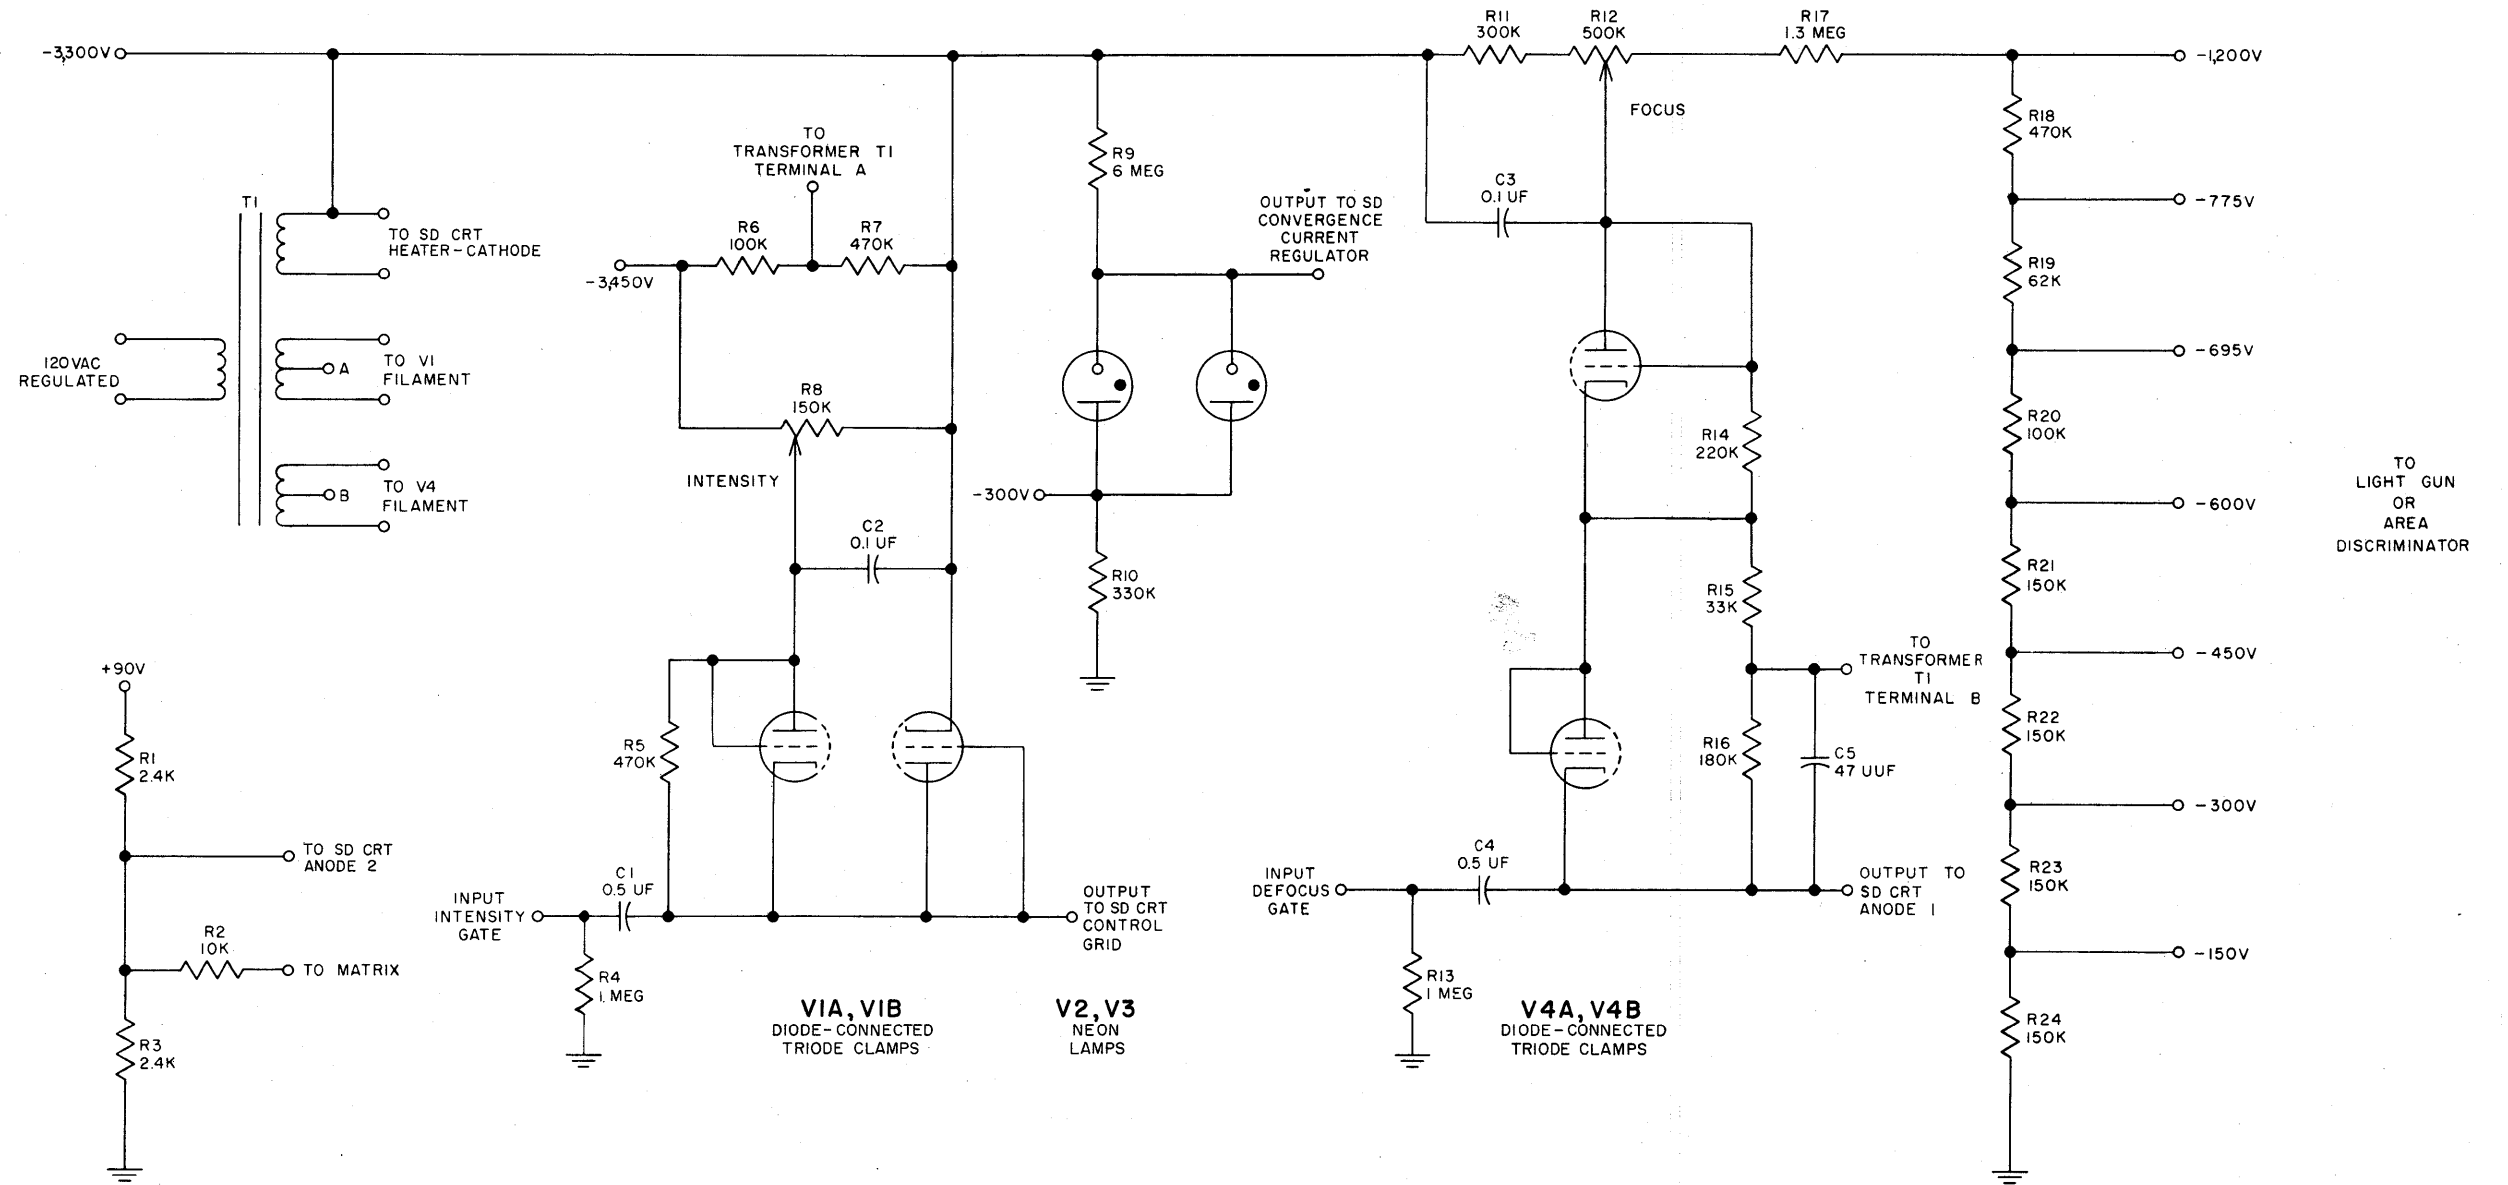 -3,300V
T1
TO SD CRT
HEATER-CATHODE
120VAC
REGULATED
A
TO V1
FILAMENT
B
TO V4
FILAMENT
+90V
R1
2.4K
TO SD CRT
ANODE 2
R2
10K
TO MATRIX
R3
2.4K
TO
TRANSFORMER T1
TERMINAL A
R6
100K
R7
470K
-3,450V
R8
150K
INTENSITY
C2
0.1 UF
R5
470K
C1
0.5 UF
INPUT
INTENSITY
GATE
R4
1 MEG
OUTPUT
TO SD CRT
CONTROL
GRID
V1A, V1B
DIODE-CONNECTED
TRIODE CLAMPS
R9
6 MEG
OUTPUT TO SD
CONVERGENCE
CURRENT
REGULATOR
-300V
R10
330K
V2, V3
NEON
LAMPS
R11
300K
R12
500K
R17
1.3 MEG
FOCUS
C3
0.1 UF
R14
220K
R15
33K
TO
TRANSFORMER
T1
TERMINAL B
R16
180K
C5
47 UUF
C4
0.5 UF
INPUT
DEFOCUS
GATE
R13
1 MEG
OUTPUT TO
SD CRT
ANODE 1
V4A, V4B
DIODE-CONNECTED
TRIODE CLAMPS
-1,200V
R18
470K
-775V
R19
62K
-695V
R20
100K
-600V
R21
150K
-450V
R22
150K
-300V
R23
150K
-150V
R24
150K
TO
LIGHT GUN
OR
AREA
DISCRIMINATOR